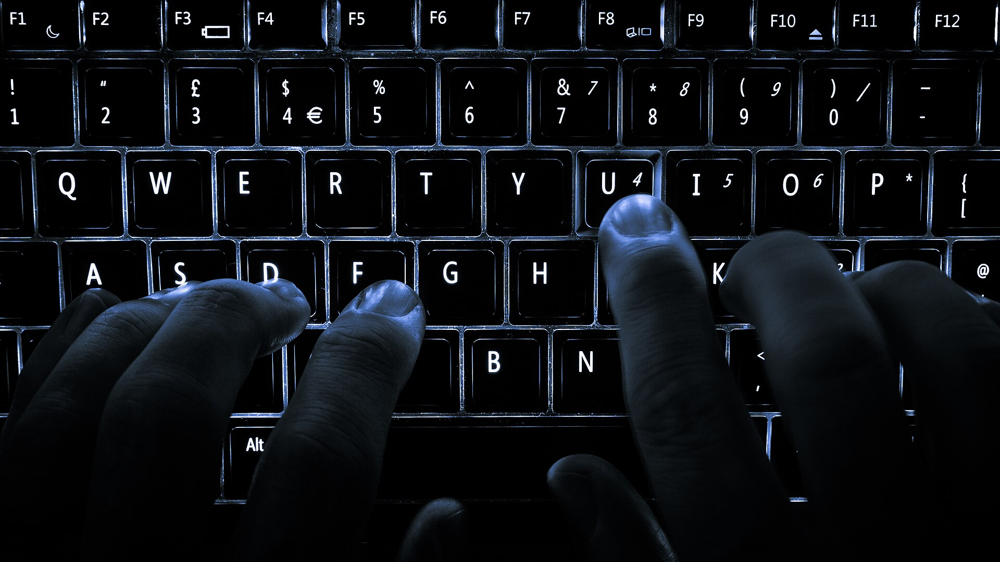 F1 F2 F3 F4 F5 F6 F7 F8 F9 F10 F11 F12
! " £ $ % ^ & 7 * 8 ( 9 ) / _
1 2 3 4 € 5 6 7 8 9 0 -
Q W E R T Y U 4 I 5 O 6 P * {
[
A S D F G H K @
B N <
,
Alt